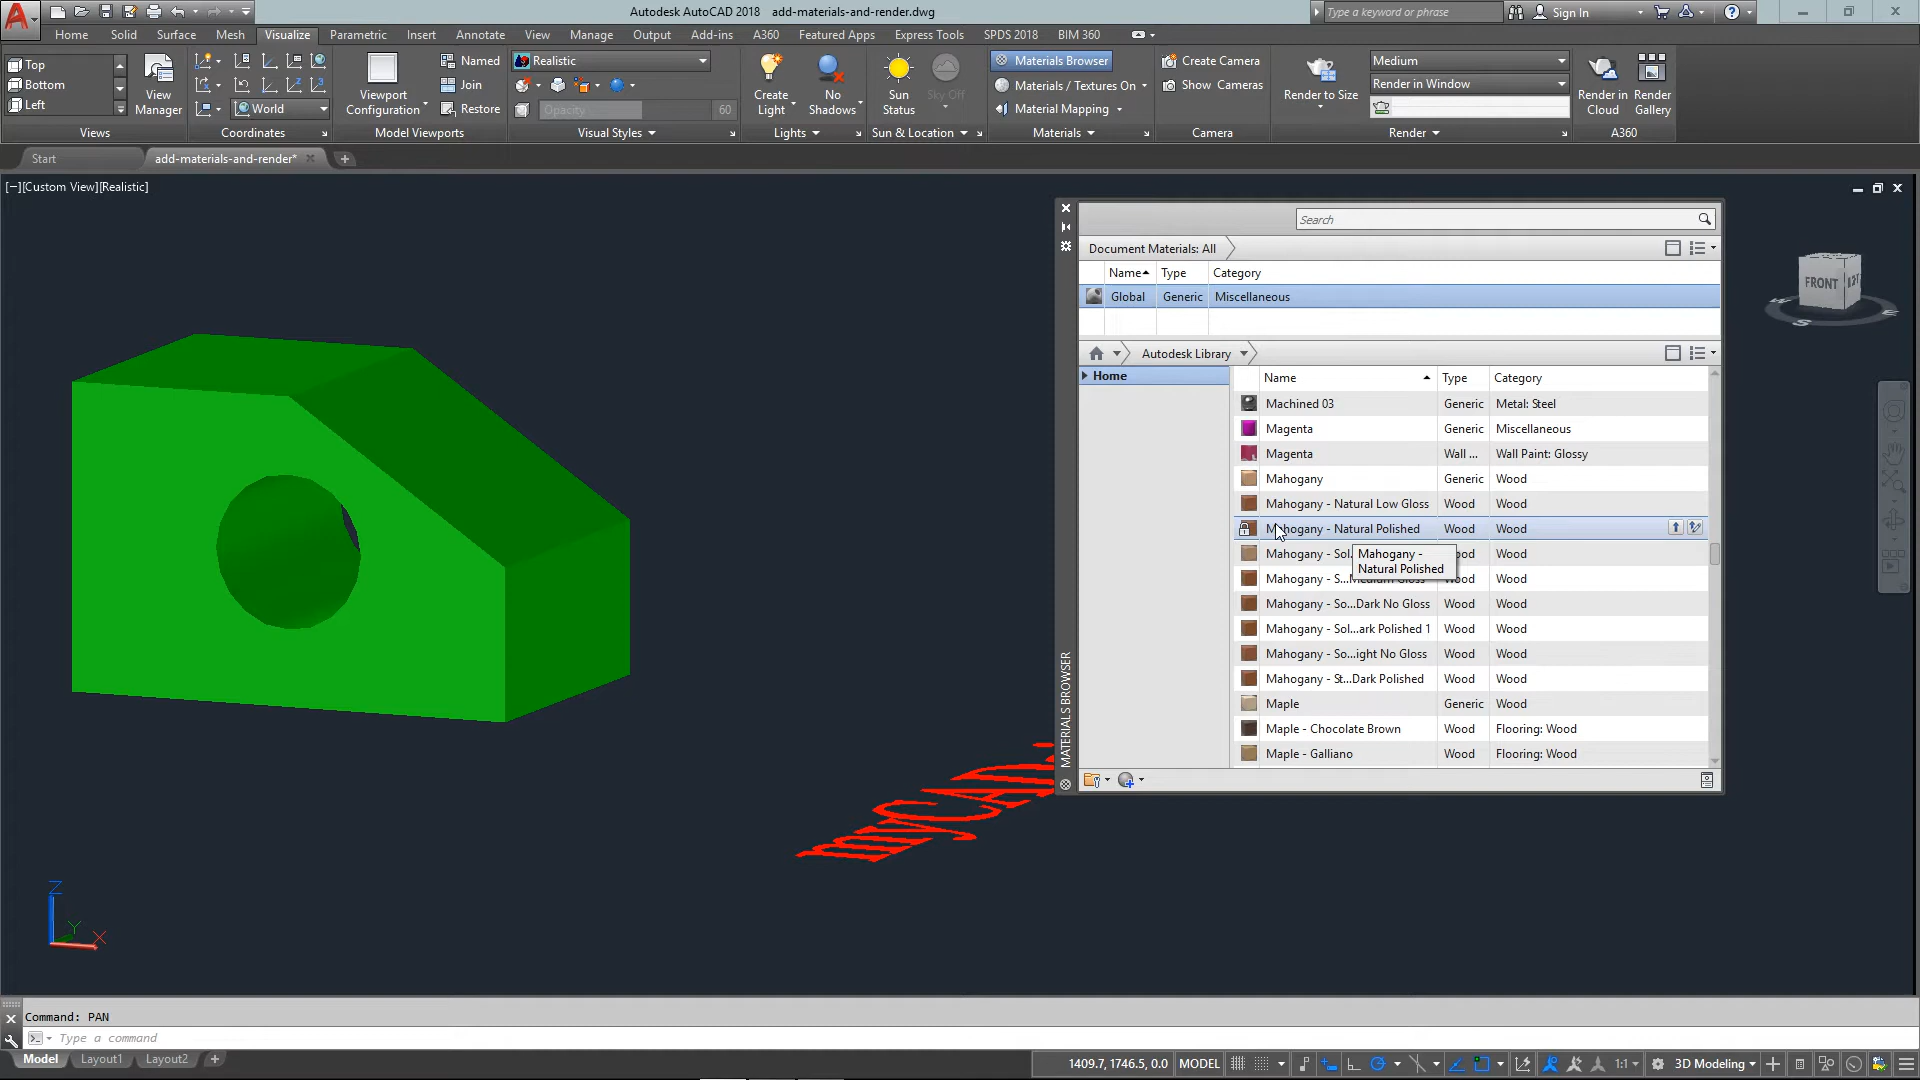 Autodesk AutoCAD 2018 add-materials-and-render.dwg
Type a keyword or phrase
Sign In
Home Solid Surface Mesh Visualize Parametric Insert Annotate View Manage Output Add-ins A360 Featured Apps Express Tools SPDS 2018 BIM 360
Top
Bottom
Left
View
Manager
Views
World
Coordinates
Viewport
Configuration
Named
Join
Restore
Model Viewports
Realistic
Opacity 60
Visual Styles
Create
Light
No
Shadows
Lights
Sun
Status
Sky Off
Sun & Location
Materials Browser
Materials / Textures On
Material Mapping
Materials
Create Camera
Show Cameras
Camera
Render to Size
Medium
Render in Window
Render
Render in
Cloud
Render
Gallery
A360
Start
add-materials-and-render*
[−][Custom View][Realistic]
FRONT
S
E
Search
Document Materials: All
Name Type Category
Global Generic Miscellaneous
Autodesk Library
Home
Name Type Category
Machined 03 Generic Metal: Steel
Magenta Generic Miscellaneous
Magenta Wall ... Wall Paint: Glossy
Mahogany Generic Wood
Mahogany - Natural Low Gloss Wood Wood
Mahogany - Natural Polished Wood Wood
Mahogany - Sol... Wood
Mahogany -
Natural Polished
Mahogany - S...Medium Gloss Wood Wood
Mahogany - So...Dark No Gloss Wood Wood
Mahogany - Sol...ark Polished 1 Wood Wood
Mahogany - So...ight No Gloss Wood Wood
Mahogany - St...Dark Polished Wood Wood
Maple Generic Wood
Maple - Chocolate Brown Wood Flooring: Wood
Maple - Galliano Wood Flooring: Wood
MATERIALS BROWSER
Z
Y
X
Command: PAN
Type a command
Model Layout1 Layout2
1409.7, 1746.5, 0.0 MODEL 1:1 3D Modeling